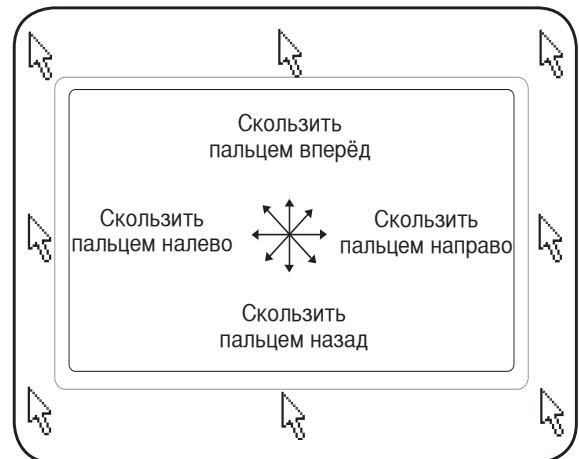 Скользить
пальцем вперёд
Скользить
пальцем налево
Скользить
пальцем направо
Скользить
пальцем назад